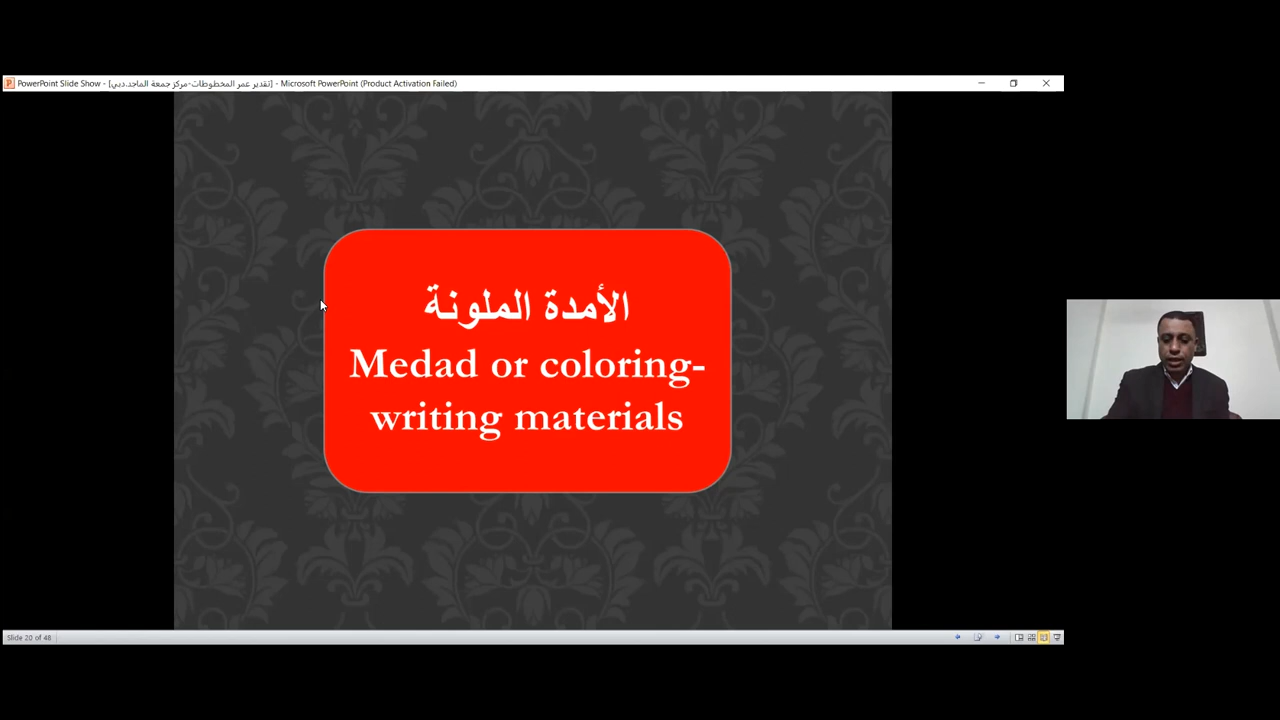 PowerPoint Slide Show - [تقدير عمر المخطوطات-مركز جمعة الماجد.دبي] - Microsoft PowerPoint (Product Activation Failed)
الأمدة الملونة
Medad or coloring-
writing materials
Slide 20 of 48